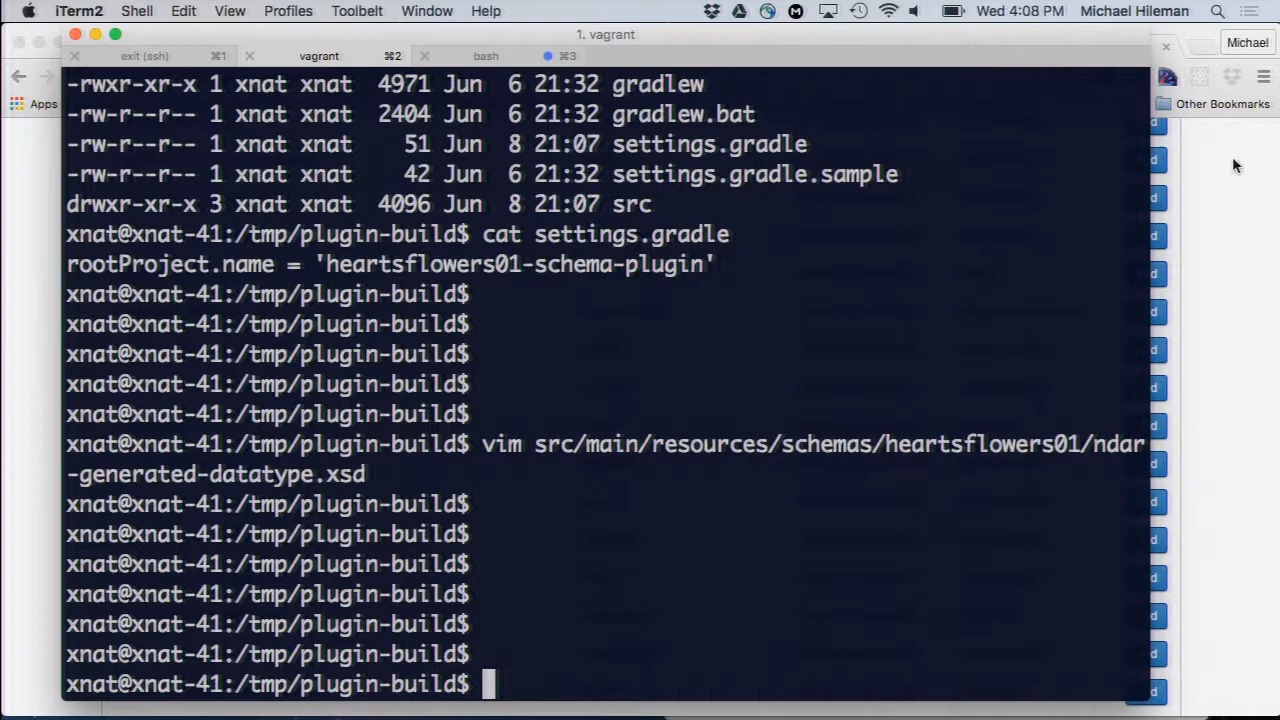 iTerm2 Shell Edit View Profiles Toolbelt Window Help Wed 4:08 PM Michael Hileman
1. vagrant
Michael
exit (ssh) ⌘1 vagrant ⌘2 bash ⌘3
Apps
Other Bookmarks
-rwxr-xr-x 1 xnat xnat 4971 Jun 6 21:32 gradlew
-rw-r--r-- 1 xnat xnat 2404 Jun 6 21:32 gradlew.bat
-rw-r--r-- 1 xnat xnat 51 Jun 8 21:07 settings.gradle
-rw-r--r-- 1 xnat xnat 42 Jun 6 21:32 settings.gradle.sample
drwxr-xr-x 3 xnat xnat 4096 Jun 8 21:07 src
xnat@xnat-41:/tmp/plugin-build$ cat settings.gradle
rootProject.name = 'heartsflowers01-schema-plugin'
xnat@xnat-41:/tmp/plugin-build$
xnat@xnat-41:/tmp/plugin-build$
xnat@xnat-41:/tmp/plugin-build$
xnat@xnat-41:/tmp/plugin-build$
xnat@xnat-41:/tmp/plugin-build$
xnat@xnat-41:/tmp/plugin-build$ vim src/main/resources/schemas/heartsflowers01/ndar
-generated-datatype.xsd
xnat@xnat-41:/tmp/plugin-build$
xnat@xnat-41:/tmp/plugin-build$
xnat@xnat-41:/tmp/plugin-build$
xnat@xnat-41:/tmp/plugin-build$
xnat@xnat-41:/tmp/plugin-build$
xnat@xnat-41:/tmp/plugin-build$
xnat@xnat-41:/tmp/plugin-build$